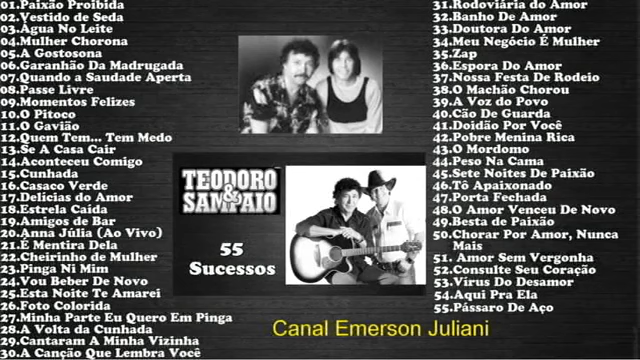 01.Paixão Proibida
02.Vestido de Seda
03.Água No Leite
04.Mulher Chorona
05.A Gostosona
06.Garanhão Da Madrugada
07.Quando a Saudade Aperta
08.Passe Livre
09.Momentos Felizes
10.O Pitoco
11.O Gavião
12.Quem Tem... Tem Medo
13.Se A Casa Cair
14.Aconteceu Comigo
15.Cunhada
16.Casaco Verde
17.Delícias do Amor
18.Estrela Caida
19.Amigos de Bar
20.Anna Júlia (Ao Vivo)
21.É Mentira Dela
22.Cheirinho de Mulher
23.Pinga Ni Mim
24.Vou Beber De Novo
25.Esta Noite Te Amarei
26.Foto Colorida
27.Minha Parte Eu Quero Em Pinga
28.A Volta da Cunhada
29.Cantaram A Minha Vizinha
30.A Canção Que Lembra Você
TEODORO
&
SAMPAIO
55
Sucessos
31.Rodoviária do Amor
32.Banho De Amor
33.Doutora Do Amor
34.Meu Negócio É Mulher
35.Zap
36.Espora Do Amor
37.Nossa Festa De Rodeio
38.O Machão Chorou
39.A Voz do Povo
40.Cão De Guarda
41.Doidão Por Você
42.Pobre Menina Rica
43.O Mordomo
44.Peso Na Cama
45.Sete Noites De Paixão
46.Tô Apaixonado
47.Porta Fechada
48.O Amor Venceu De Novo
49.Besta de Paixão
50.Chorar Por Amor, Nunca
Mais
51. Amor Sem Vergonha
52.Consulte Seu Coração
53.Virus Do Desamor
54.Aqui Pra Ela
55.Pássaro De Aço
Canal Emerson Juliani